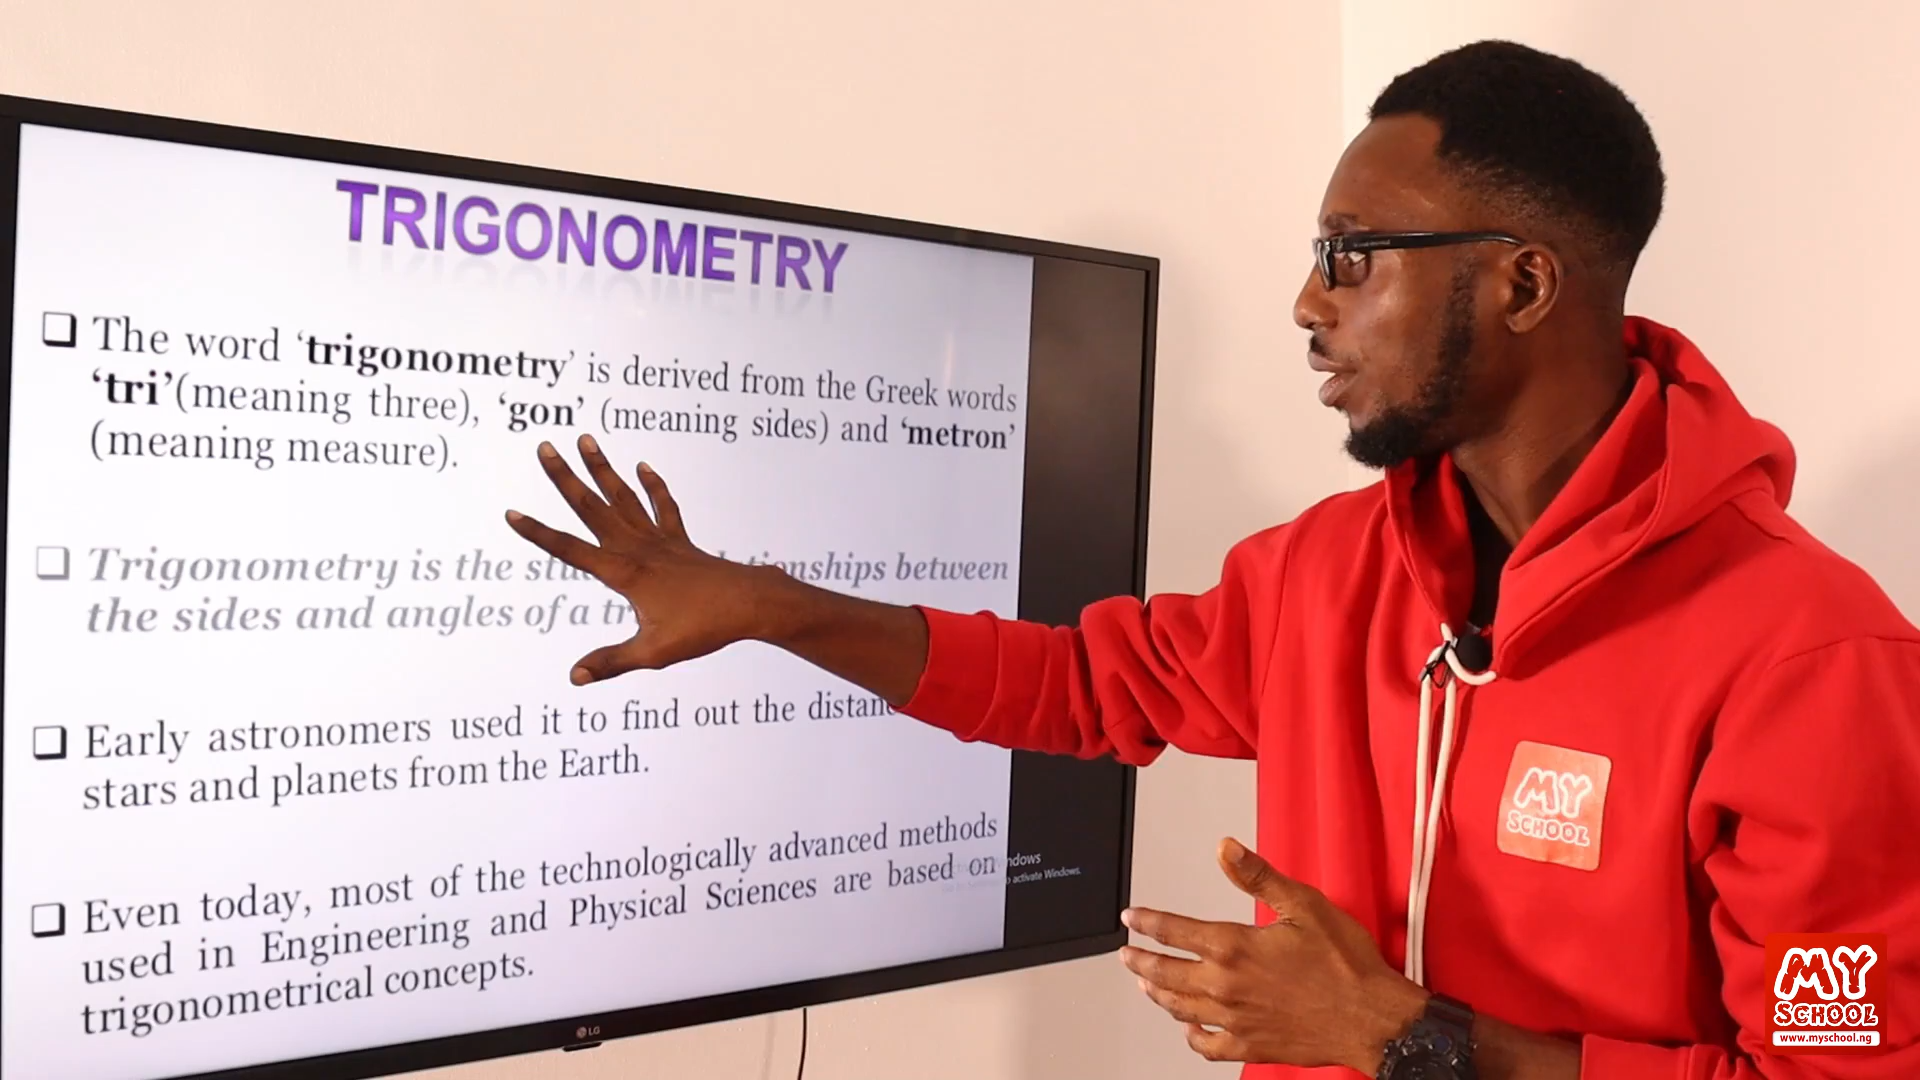 TRIGONOMETRY
❑ The word ‘trigonometry’ is derived from the Greek words
‘tri’(meaning three), ‘gon’ (meaning sides) and ‘metron’
(meaning measure).
❑ Trigonometry is the between
the sides and angles of a
❑ Early astronomers used it to find out the
stars and planets from the Earth.
❑ Even today, most of the technologically advanced methods
used in Engineering and Physical Sciences are based on
trigonometrical concepts.
activate Windows.
LG
MY
SCHOOL
MY
SCHOOL
www.myschool.ng